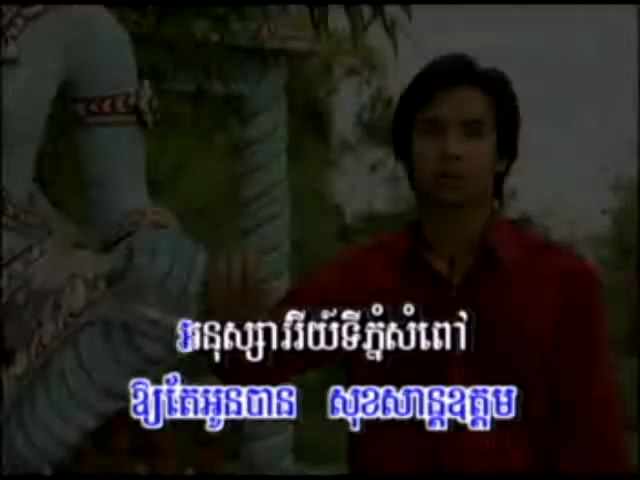 អនុស្សាវរីយ៍ទីភ្នំសំពៅ
ឱ្យតែអូនបាន សុខសាន្តឧត្តម